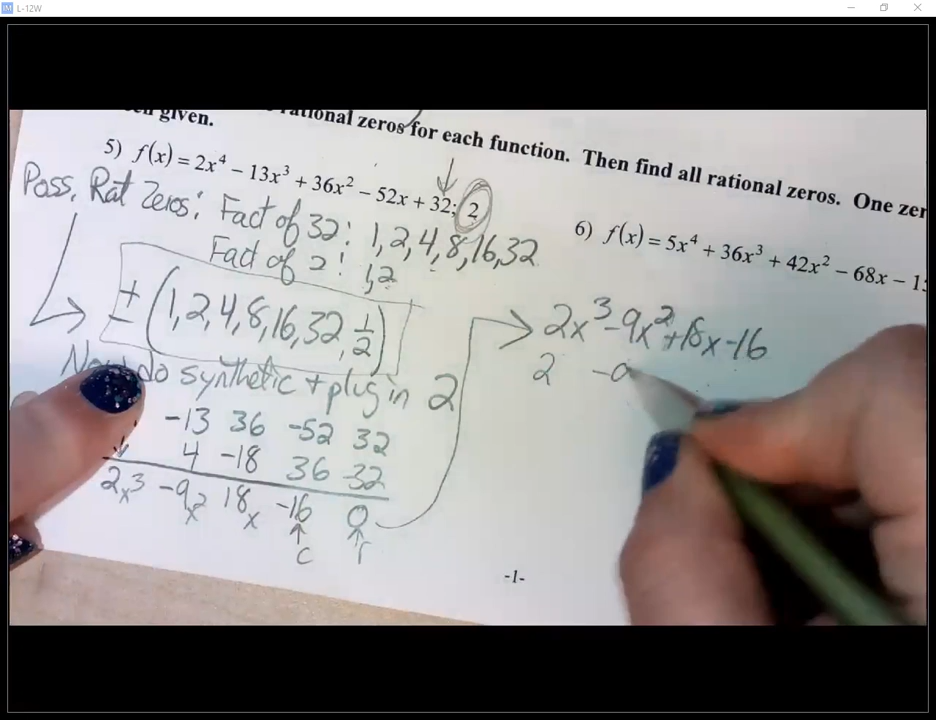 L-12W
een given.
rational zeros for each function. Then find all rational zeros. One zer
5) f(x) = 2x⁴ − 13x³ + 36x² − 52x + 32; 2
Poss. Rat Zeros: Fact of 32: 1, 2, 4, 8, 16, 32
Fact of 2: 1, 2
± (1, 2, 4, 8, 16, 32, 1/2)
do synthetic + plug in 2
-13 36 -52 32
4 -18 36 -32
2x³ -9x² 18x -16 0
↑ ↑
C r
6) f(x) = 5x⁴ + 36x³ + 42x² − 68x − 1
2x³-9x²+18x-16
2
-1-